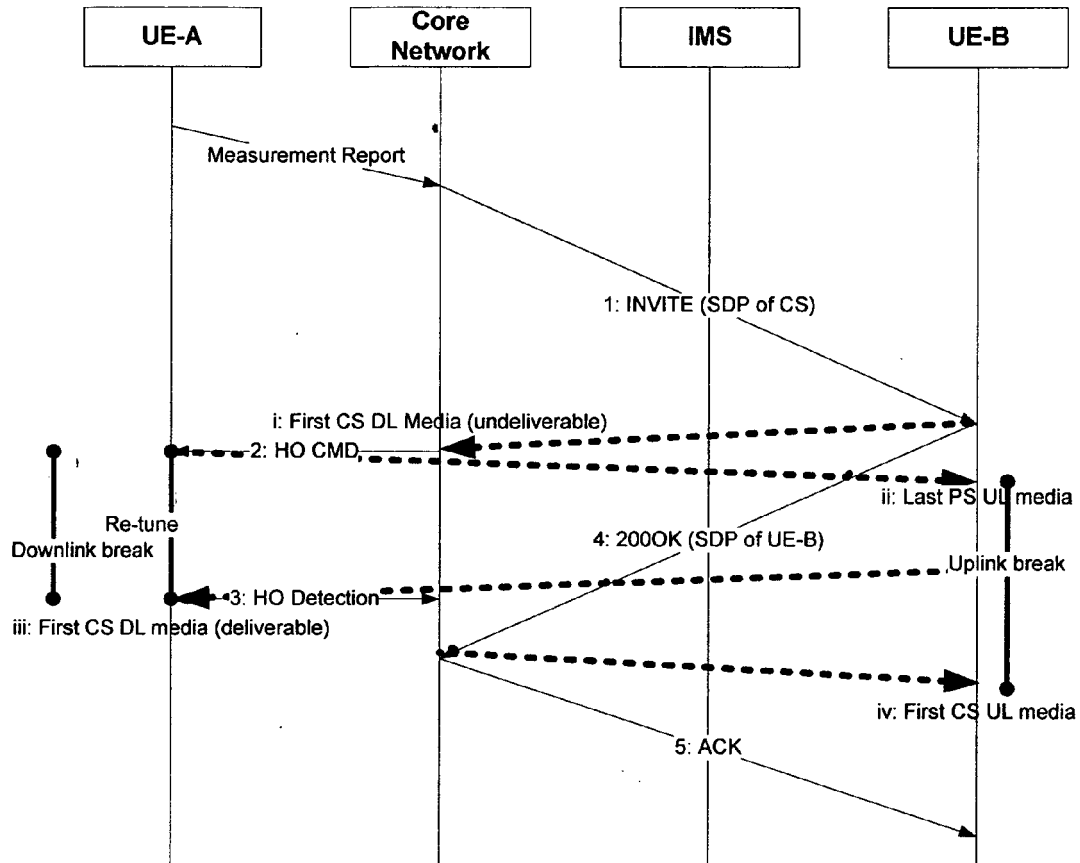 UE-A
Core
Network
IMS
UE-B
Measurement Report
1: INVITE (SDP of CS)
i: First CS DL Media (undeliverable)
2: HO CMD
ii: Last PS UL media
Re-tune
Downlink break
4: 200OK (SDP of UE-B)
Uplink break
3: HO Detection
iii: First CS DL media (deliverable)
iv: First CS UL media
5: ACK